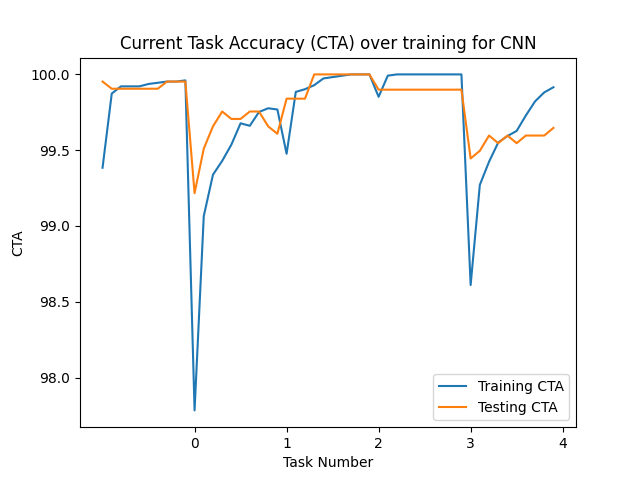 Current Task Accuracy (CTA) over training for CNN
100.0
99.5
99.0
98.5
98.0
CTA
0 1 2 3 4
Task Number
Training CTA
Testing CTA